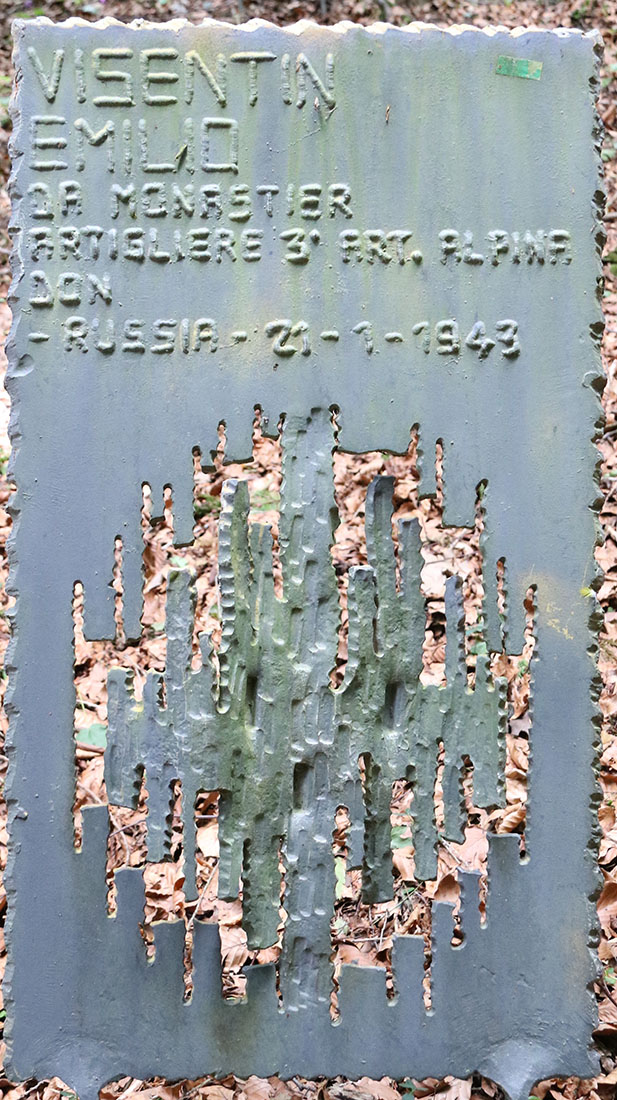 VISENTIN
EMILIO
DA MONASTIER
ARTIGLIERE 3° ART. ALPINA
DON
- RUSSIA - 21 - 1 - 1943